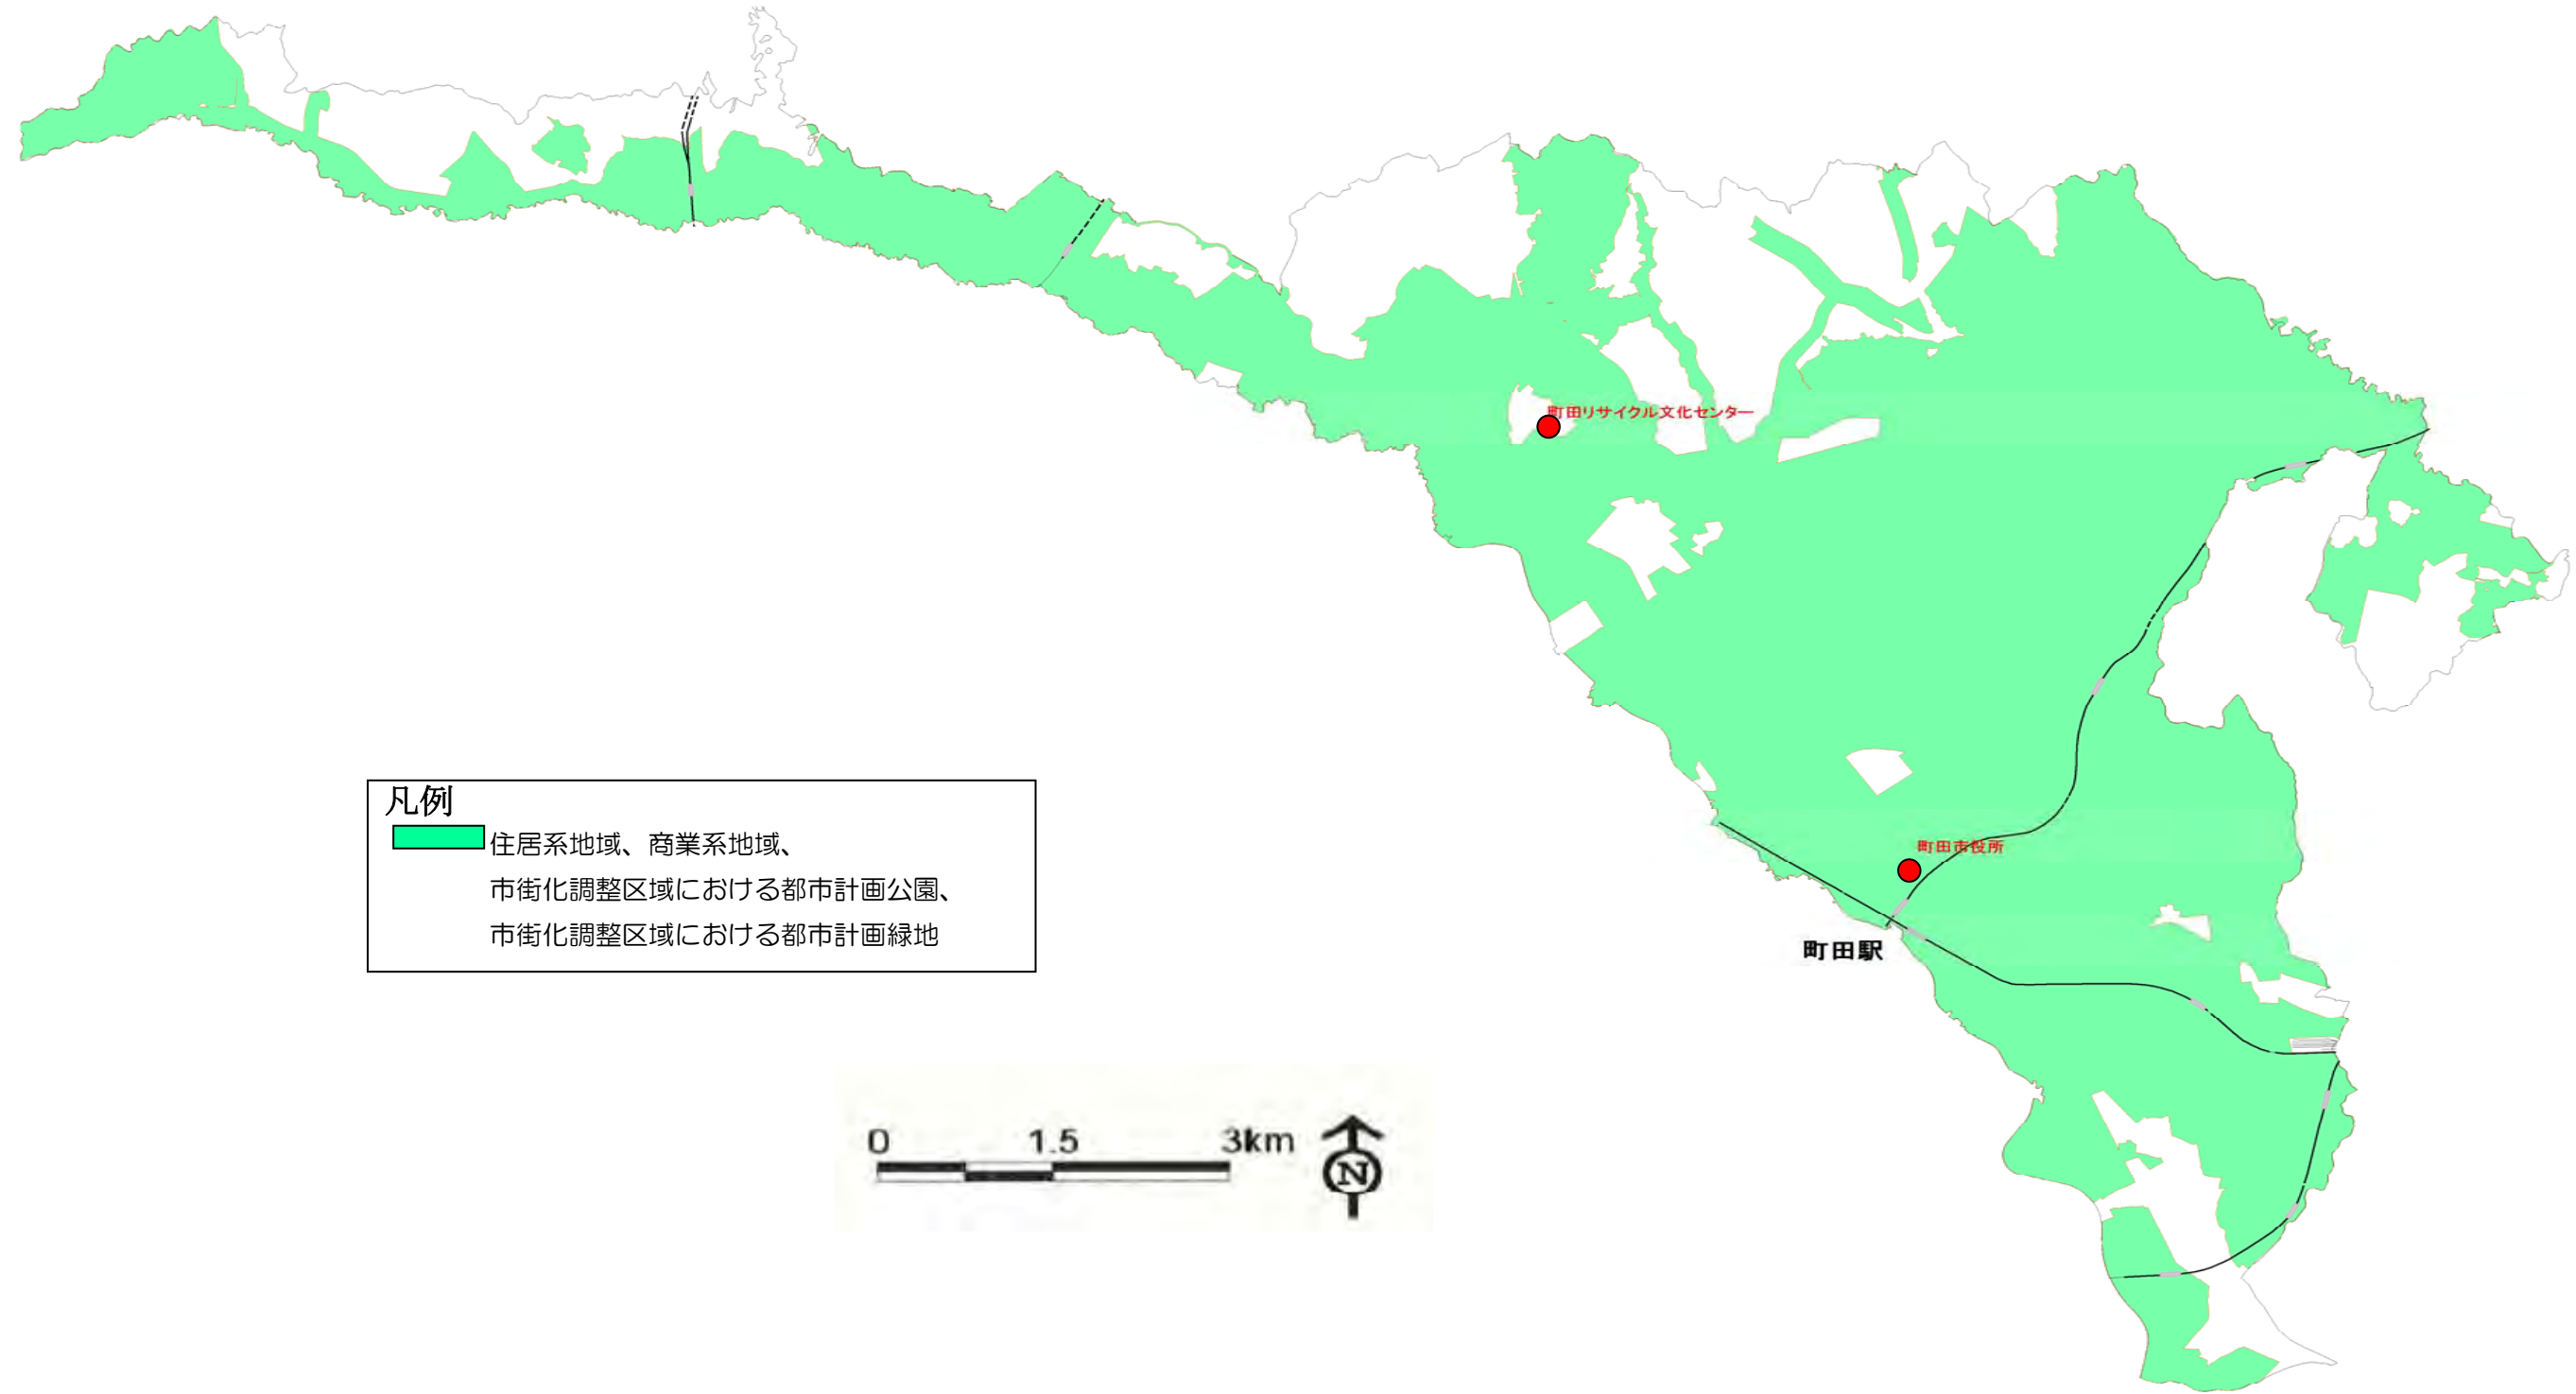 町田リサイクル文化センター
凡例
住居系地域、商業系地域、
市街化調整区域における都市計画公園、
市街化調整区域における都市計画緑地
町田市役所
町田駅
0 1.5 3km
N